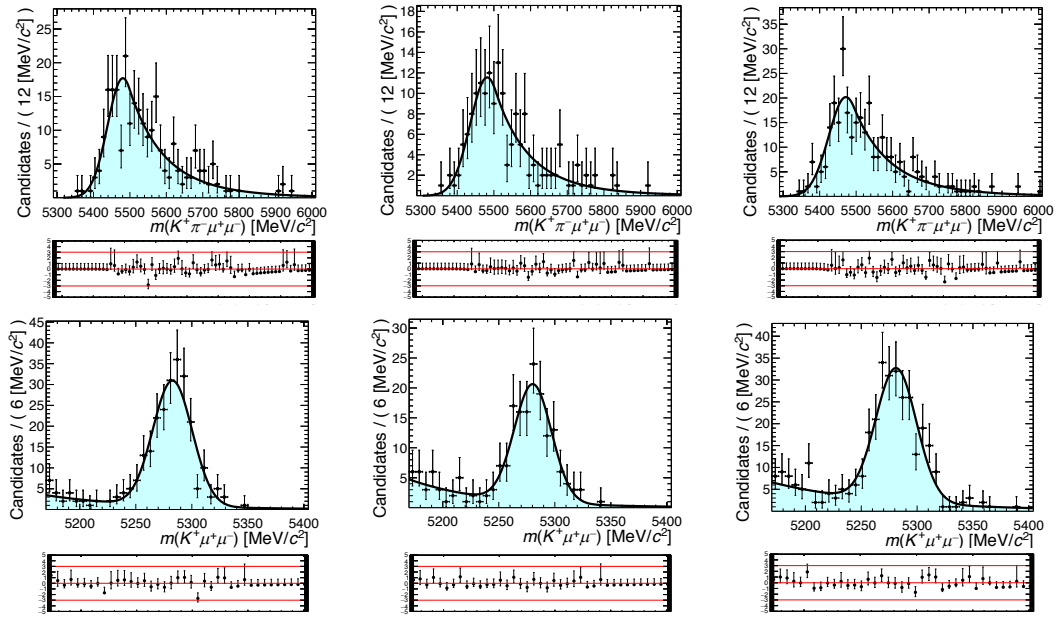 Candidates / ( 12 [MeV/c²] )
25
20
15
10
5
5300 5400 5500 5600 5700 5800 5900 6000
m(K⁺π⁻μ⁺μ⁻) [MeV/c²]
Candidates / ( 12 [MeV/c²] )
18
16
14
12
10
8
6
4
2
5300 5400 5500 5600 5700 5800 5900 6000
m(K⁺π⁻μ⁺μ⁻) [MeV/c²]
Candidates / ( 12 [MeV/c²] )
35
30
25
20
15
10
5
5300 5400 5500 5600 5700 5800 5900 6000
m(K⁺π⁻μ⁺μ⁻) [MeV/c²]
Candidates / ( 6 [MeV/c²] )
45
40
35
30
25
20
15
10
5
5200 5250 5300 5350 5400
m(K⁺μ⁺μ⁻) [MeV/c²]
Candidates / ( 6 [MeV/c²] )
30
25
20
15
10
5
5200 5250 5300 5350 5400
m(K⁺μ⁺μ⁻) [MeV/c²]
Candidates / ( 6 [MeV/c²] )
40
35
30
25
20
15
10
5
5200 5250 5300 5350 5400
m(K⁺μ⁺μ⁻) [MeV/c²]